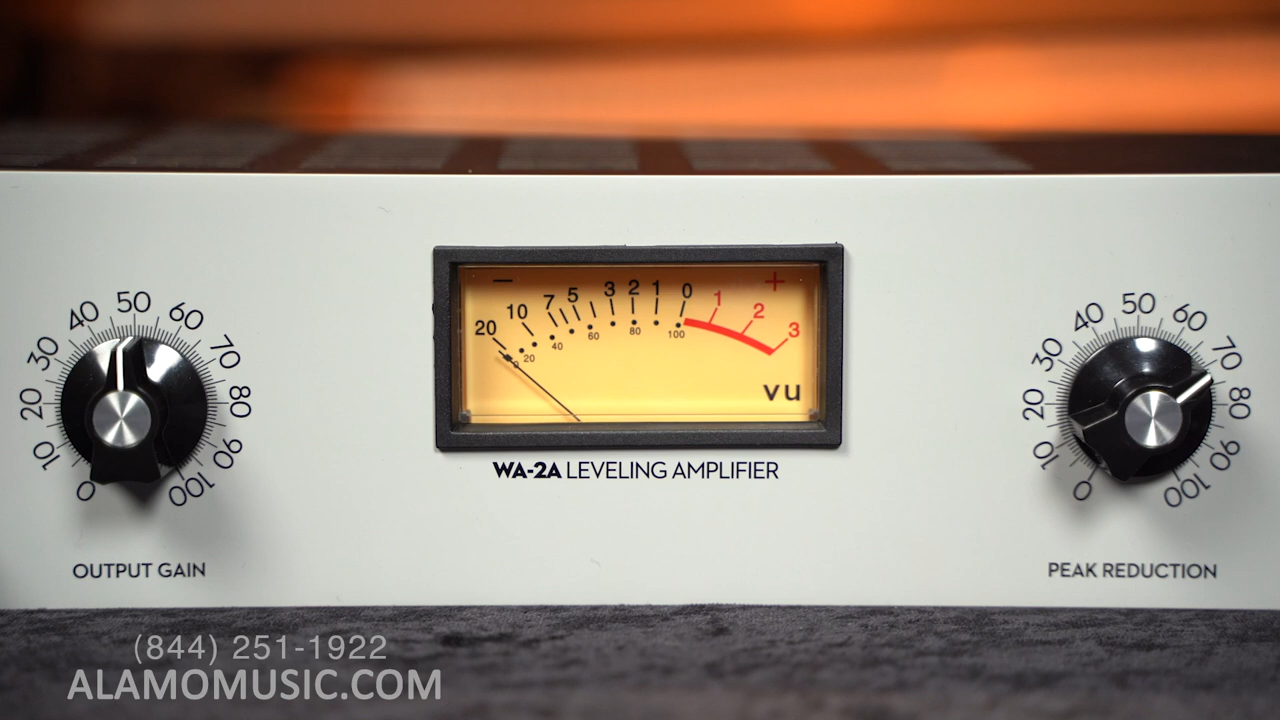 − +
20 10 7 5 3 2 1 0 1 2 3
0 20 40 60 80 100
vu
WA-2A LEVELING AMPLIFIER
0 10 20 30 40 50 60 70 80 90 100
OUTPUT GAIN
0 10 20 30 40 50 60 70 80 90 100
PEAK REDUCTION
(844) 251-1922
ALAMOMUSIC.COM